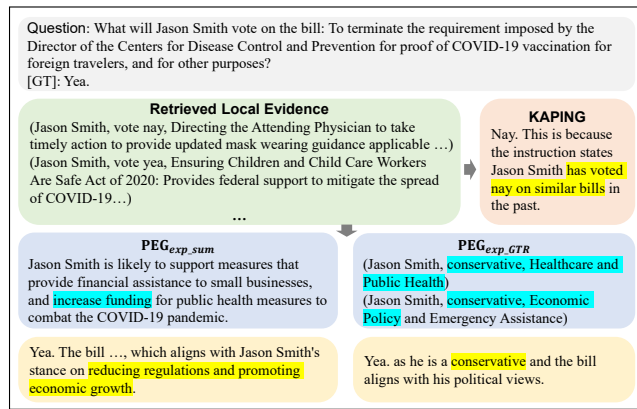 Question: What will Jason Smith vote on the bill: To terminate the requirement imposed by the
Director of the Centers for Disease Control and Prevention for proof of COVID-19 vaccination for
foreign travelers, and for other purposes?
[GT]: Yea.
Retrieved Local Evidence
(Jason Smith, vote nay, Directing the Attending Physician to take
timely action to provide updated mask wearing guidance applicable …)
(Jason Smith, vote yea, Ensuring Children and Child Care Workers
Are Safe Act of 2020: Provides federal support to mitigate the spread
of COVID-19…)
…
KAPING
Nay. This is because
the instruction states
Jason Smith has voted
nay on similar bills in
the past.
PEG_exp_sum
Jason Smith is likely to support measures that
provide financial assistance to small businesses,
and increase funding for public health measures to
combat the COVID-19 pandemic.
PEG_exp_GTR
(Jason Smith, conservative, Healthcare and
Public Health)
(Jason Smith, conservative, Economic
Policy and Emergency Assistance)
Yea. The bill …, which aligns with Jason Smith's
stance on reducing regulations and promoting
economic growth.
Yea. as he is a conservative and the bill
aligns with his political views.